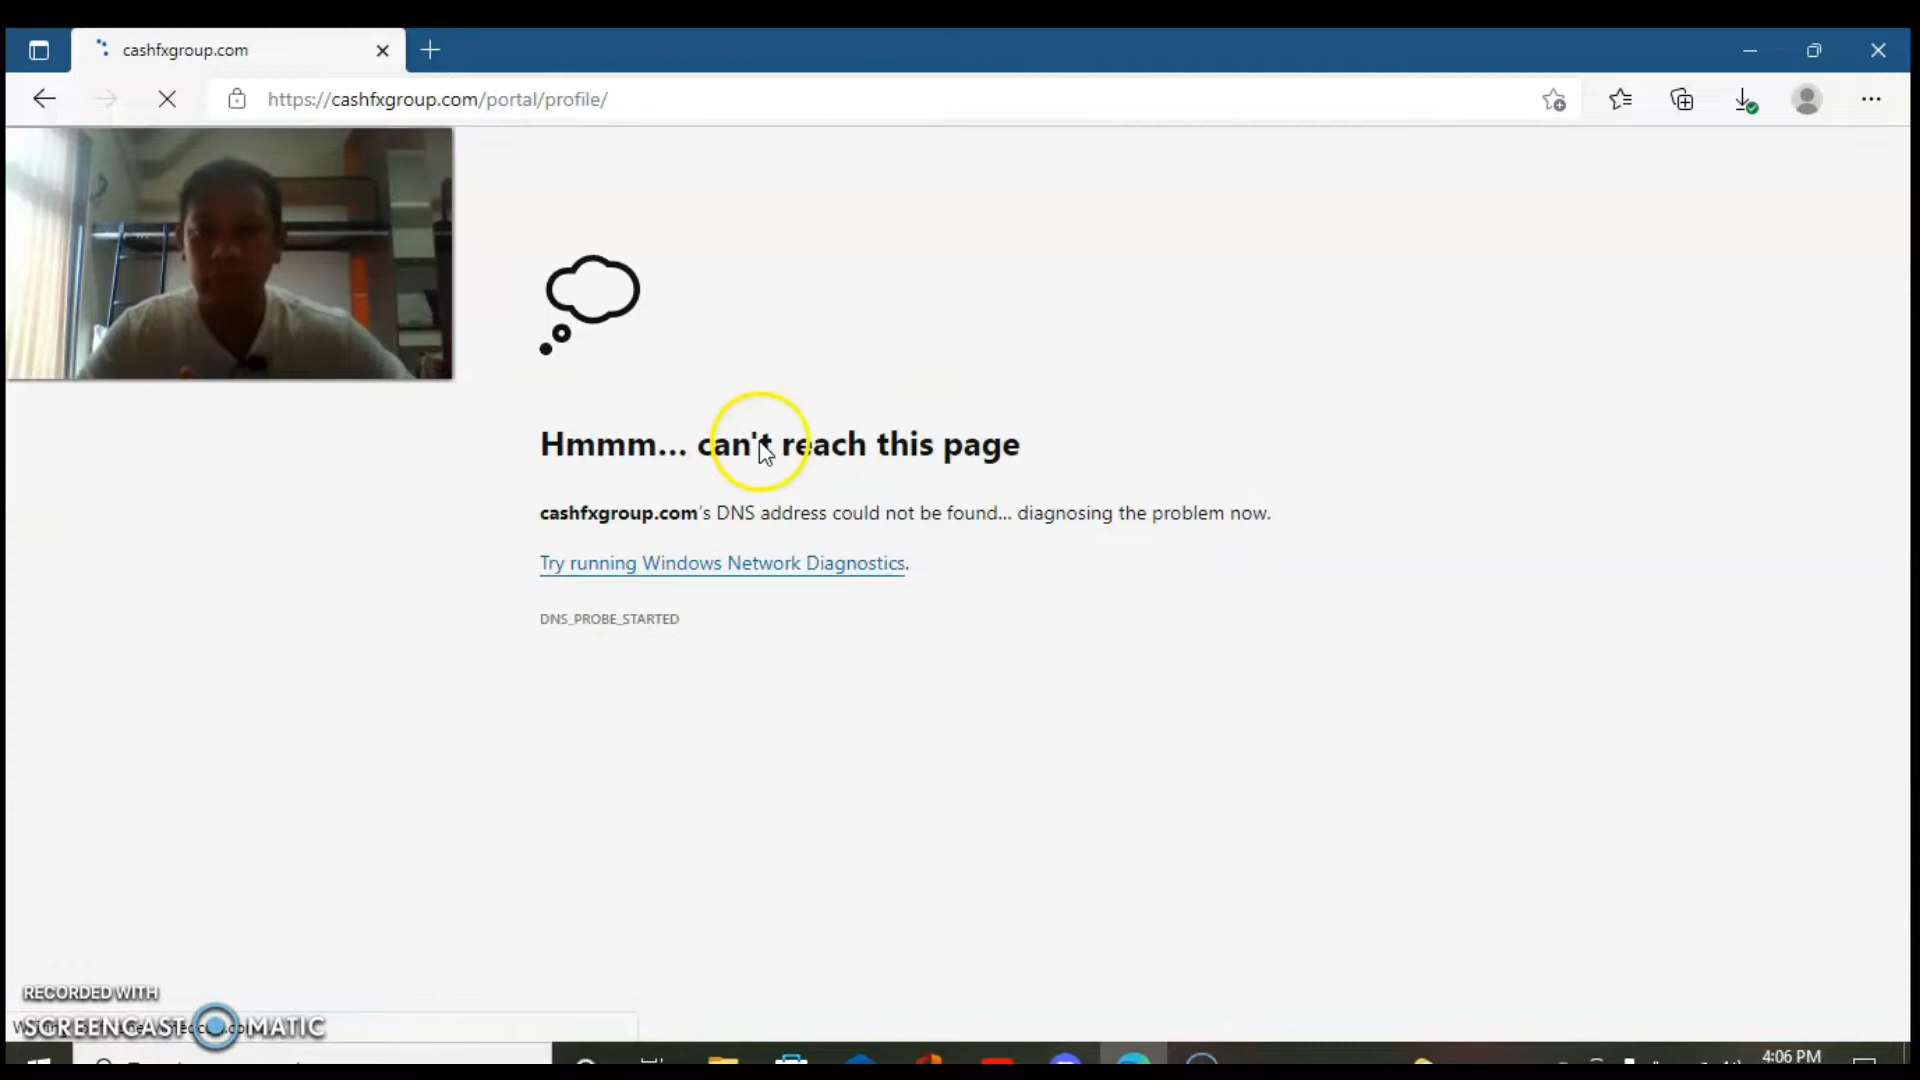 cashfxgroup.com
https://cashfxgroup.com/portal/profile/
Hmmm... can't reach this page
cashfxgroup.com's DNS address could not be found... diagnosing the problem now.
Try running Windows Network Diagnostics.
DNS_PROBE_STARTED
RECORDED WITH
SCREENCAST MATIC
4:06 PM